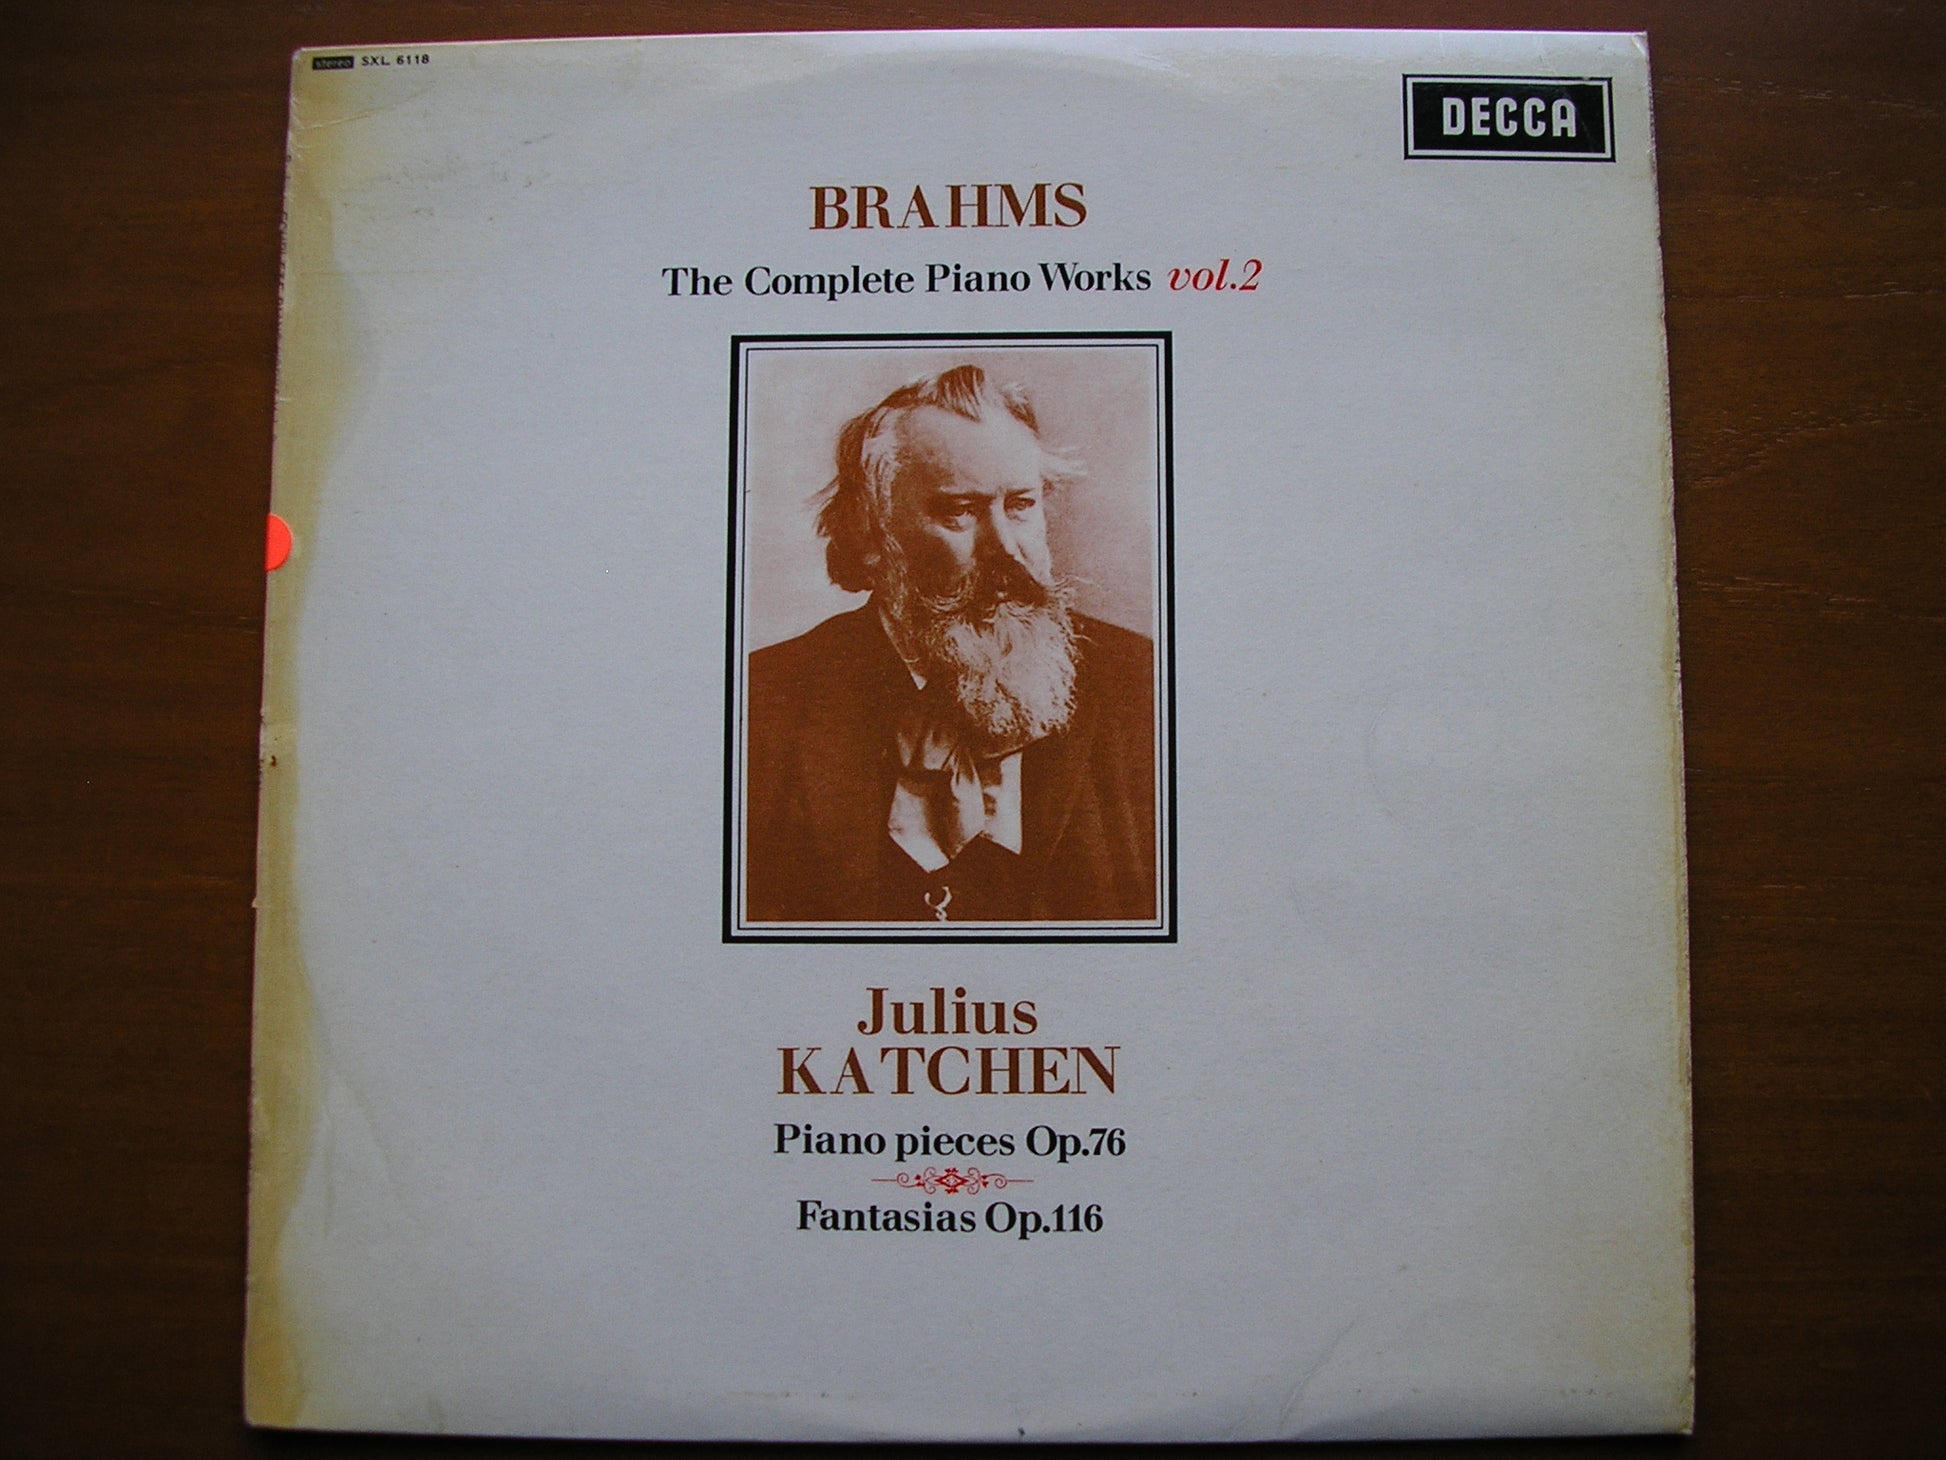 stereo SXL 6118
DECCA
BRAHMS
The Complete Piano Works vol.2
Julius
KATCHEN
Piano pieces Op.76
Fantasias Op.116